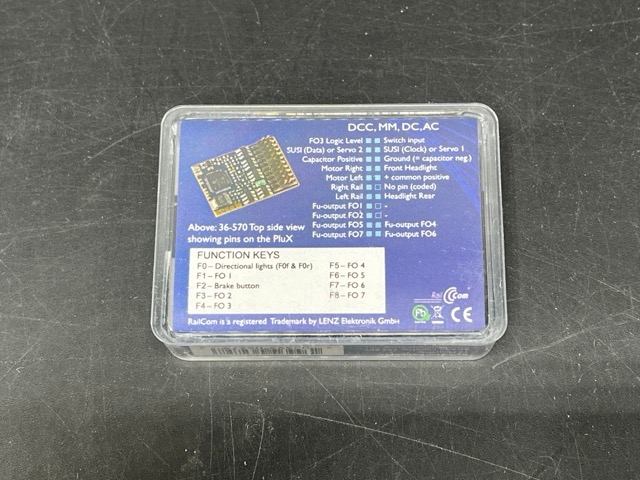 DCC, MM, DC, AC
FO3 Logic Level Switch input
SUSI (Data) or Servo 2 SUSI (Clock) or Servo 1
Capacitor Positive Ground (= capacitor neg.)
Motor Right Front Headlight
Motor Left + common positive
Right Rail No pin (coded)
Left Rail Headlight Rear
Fu-output FO1 -
Fu-output FO2 -
Fu-output FO5 Fu-output FO4
Fu-output FO7 Fu-output FO6
Above: 36-570 Top side view
showing pins on the PluX
FUNCTION KEYS
F0 – Directional lights (F0f & F0r)
F1 – FO 1
F2 – Brake button
F3 – FO 2
F4 – FO 3
F5 – FO 4
F6 – FO 5
F7 – FO 6
F8 – FO 7
RailCom
Pb
CE
RailCom is a registered Trademark by LENZ Elektronik GmbH